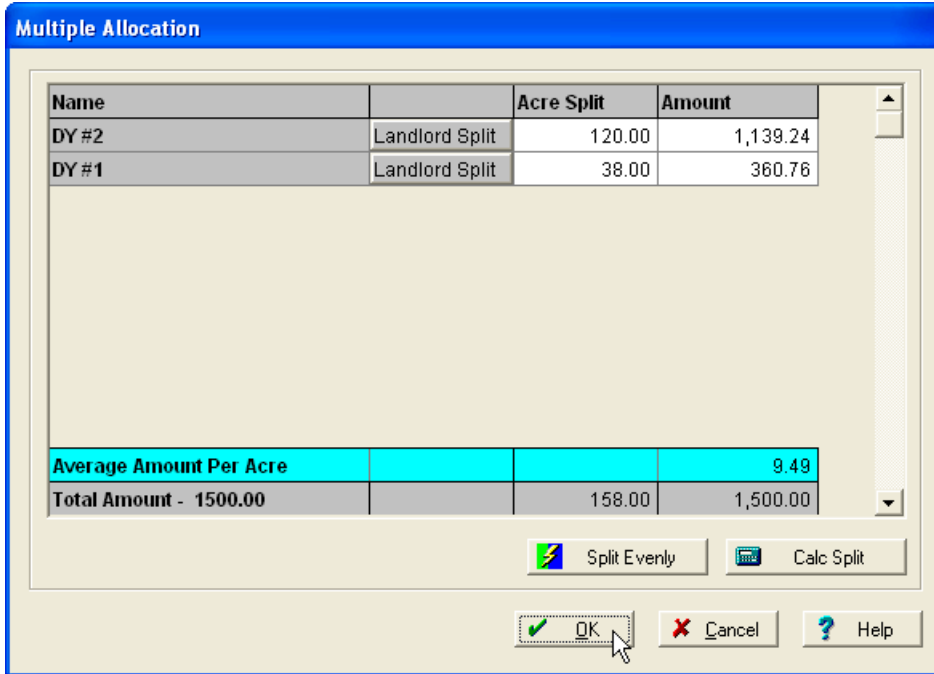 Multiple Allocation
Name Acre Split Amount
DY #2 Landlord Split 120.00 1,139.24
DY #1 Landlord Split 38.00 360.76
Average Amount Per Acre 9.49
Total Amount - 1500.00 158.00 1,500.00
Split Evenly Calc Split
OK Cancel ? Help